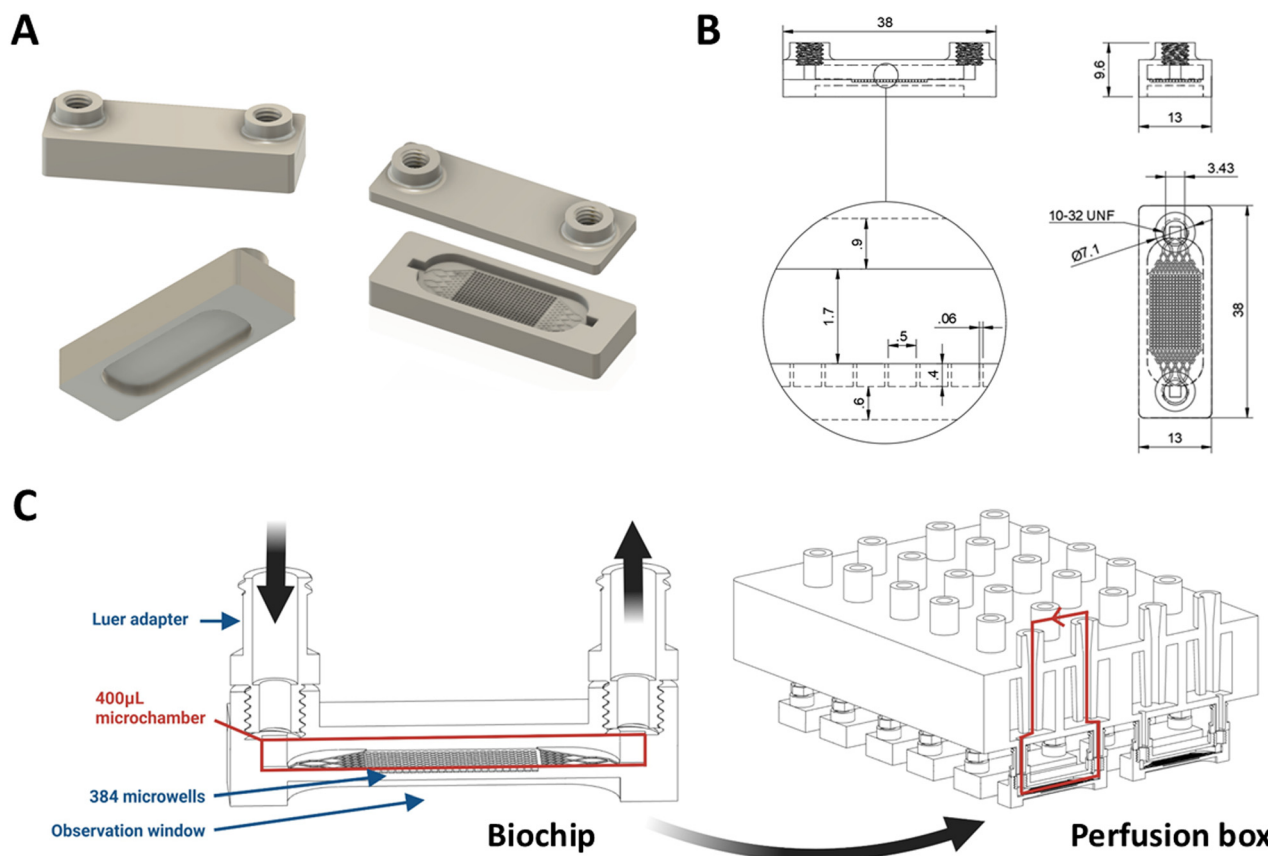 A
B
38
9.6
13
3.43
10-32 UNF
Ø7.1
38
13
.9
1.7
.06
.5
.4
.6
C
Luer adapter
400µL
microchamber
384 microwells
Observation window
Biochip
Perfusion box